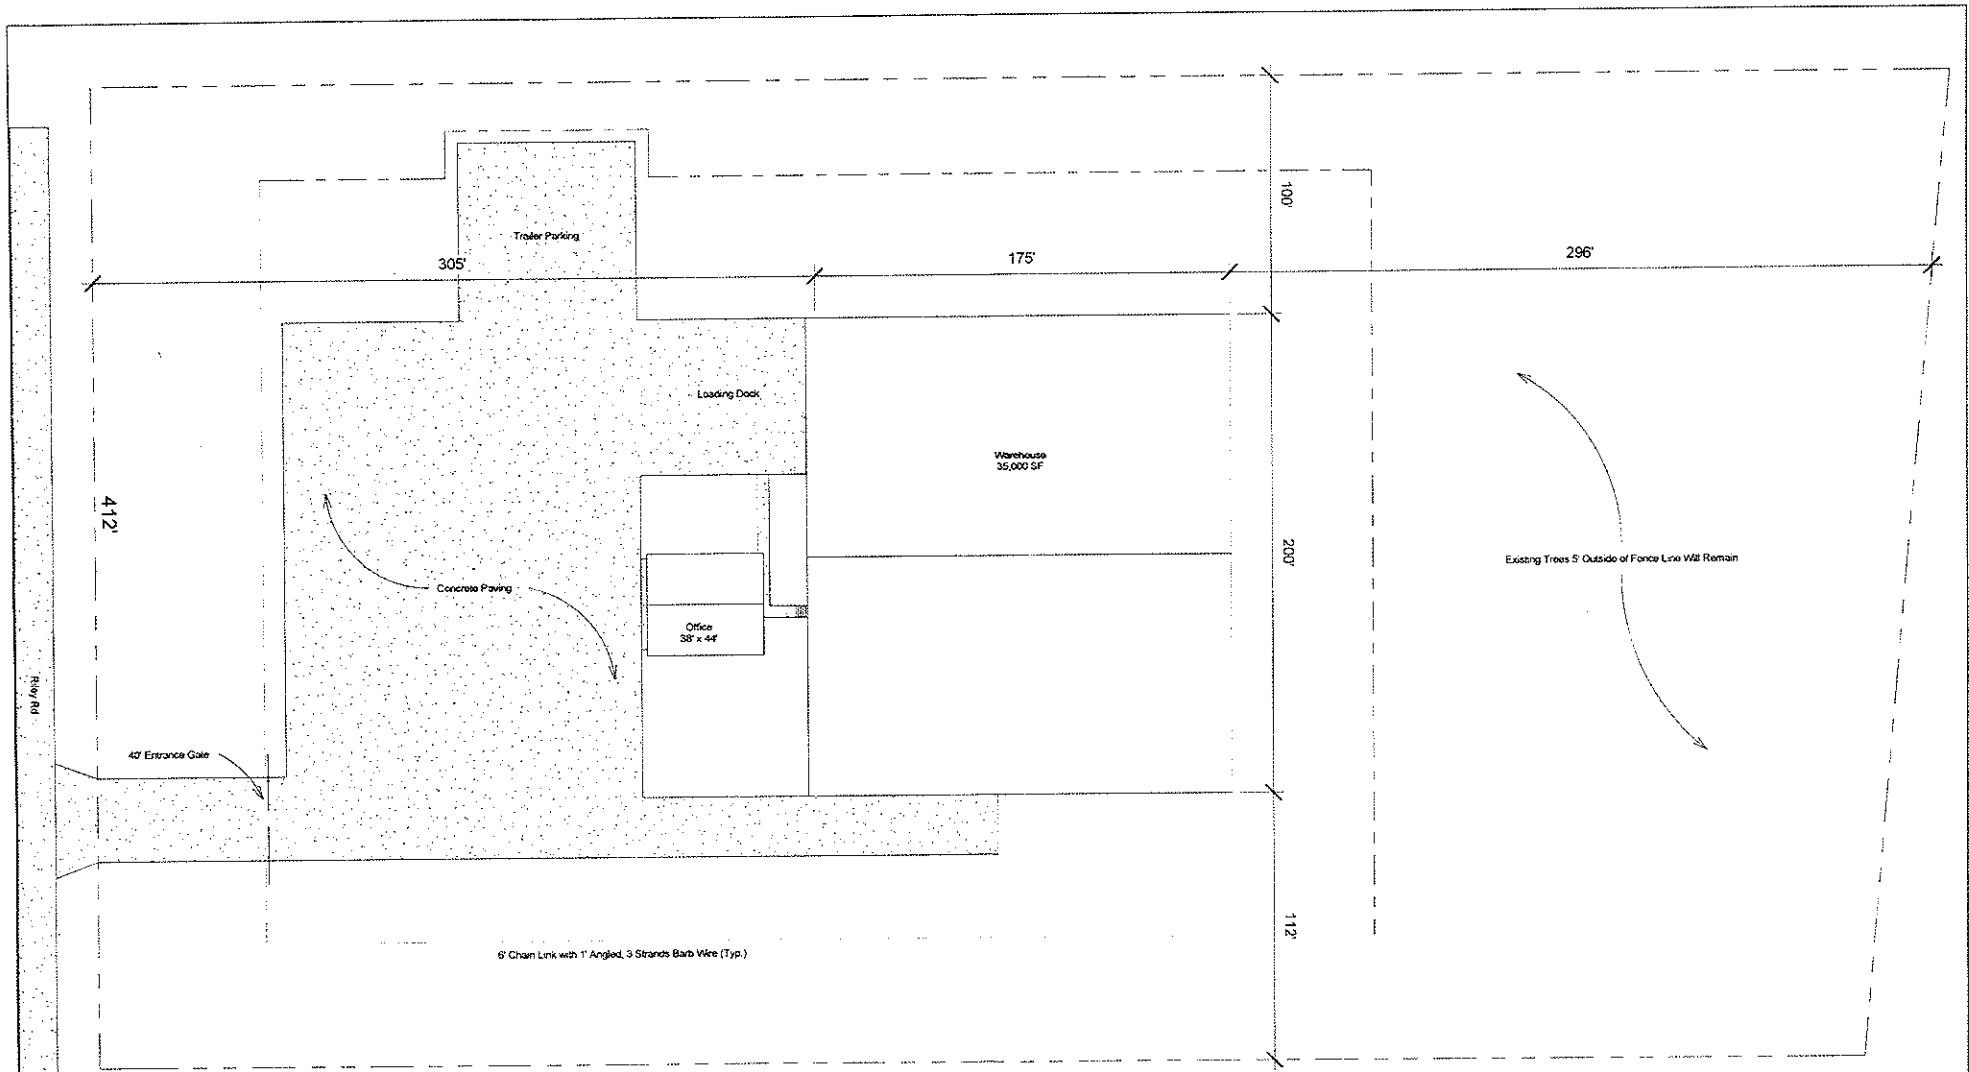 100'
Trailer Parking
305'
175'
296'
Loading Dock
Warehouse
35,000 SF
412'
200'
Existing Trees 5' Outside of Fence Line Will Remain
Concrete Paving
Office
38' x 44'
Riley Rd
40' Entrance Gate
112'
6' Chain Link with 1' Angled, 3 Strands Barb Wire (Typ.)